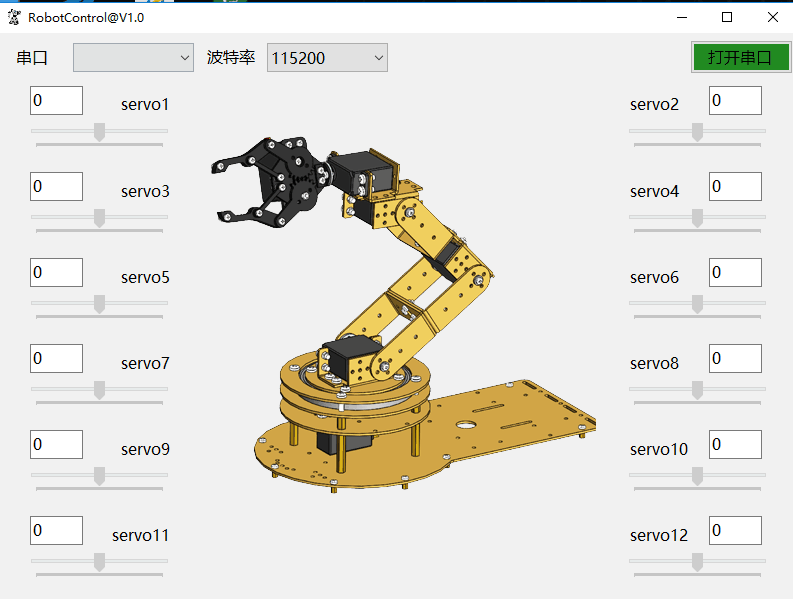 RobotControl@V1.0
串口 波特率 115200 打开串口
0 servo1 servo2 0
0 servo3 servo4 0
0 servo5 servo6 0
0 servo7 servo8 0
0 servo9 servo10 0
0 servo11 servo12 0